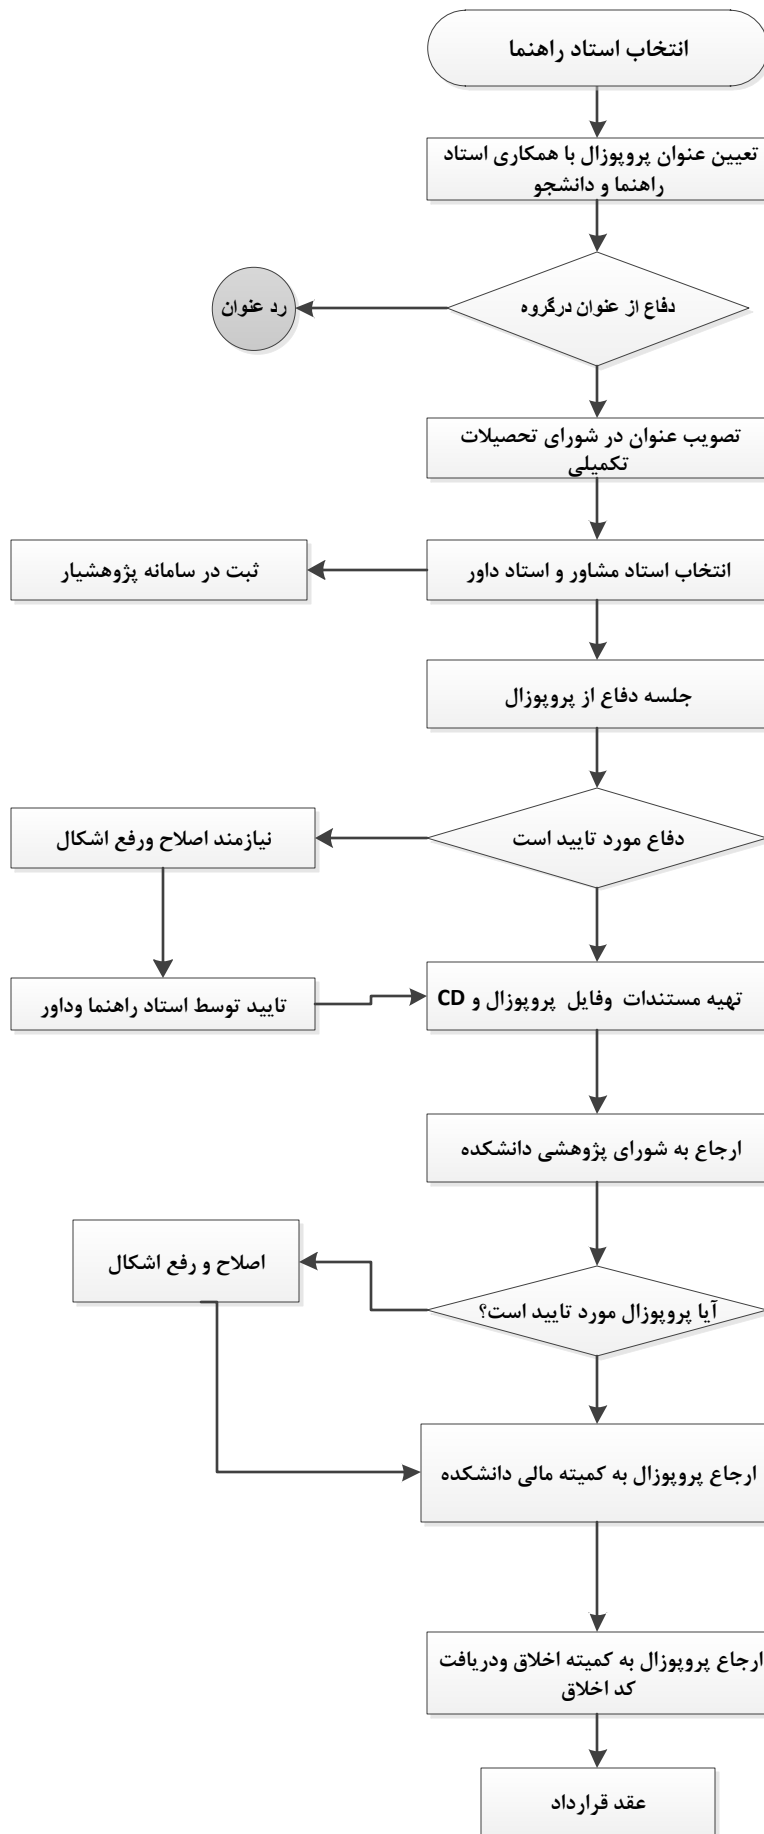 انتخاب استاد راهنما
تعیین عنوان پروپوزال با همکاری استاد
راهنما و دانشجو
دفاع از عنوان درگروه
رد عنوان
تصویب عنوان در شورای تحصیلات
تکمیلی
انتخاب استاد مشاور و استاد داور
ثبت در سامانه پژوهشیار
جلسه دفاع از پروپوزال
دفاع مورد تایید است
نیازمند اصلاح ورفع اشکال
تایید توسط استاد راهنما وداور
تهیه مستندات وفایل پروپوزال و CD
ارجاع به شورای پژوهشی دانشکده
اصلاح و رفع اشکال
آیا پروپوزال مورد تایید است؟
ارجاع پروپوزال به کمیته مالی دانشکده
ارجاع پروپوزال به کمیته اخلاق ودریافت
کد اخلاق
عقد قرارداد